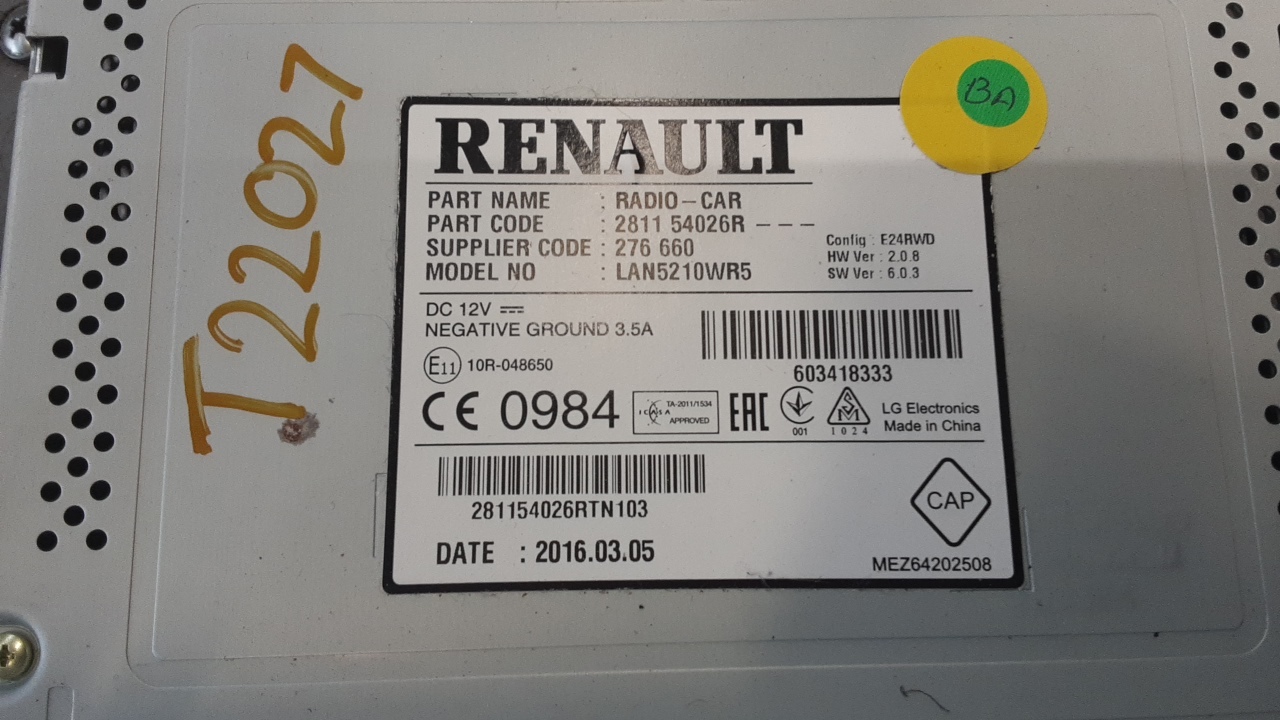 T22027
BA
RENAULT
PART NAME : RADIO-CAR
PART CODE : 2811 54026R ---
SUPPLIER CODE : 276 660
MODEL NO : LAN5210WR5
Config : E24RWD
HW Ver : 2.0.8
SW Ver : 6.0.3
DC 12V
NEGATIVE GROUND 3.5A
603418333
E11 10R-048650
CE 0984
ICASA
TA-2011/1534
APPROVED
EAC
001
SM
1024
LG Electronics
Made in China
281154026RTN103
CAP
DATE : 2016.03.05
MEZ64202508